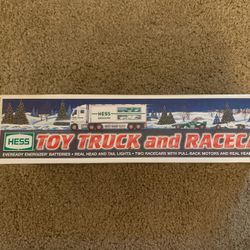 HESS
HESS TOY TRUCK and RACECA
EVEREADY ENERGIZER® BATTERIES • REAL HEAD AND TAIL LIGHTS • TWO RACECARS WITH PULL-BACK MOTORS AND REAL HEA